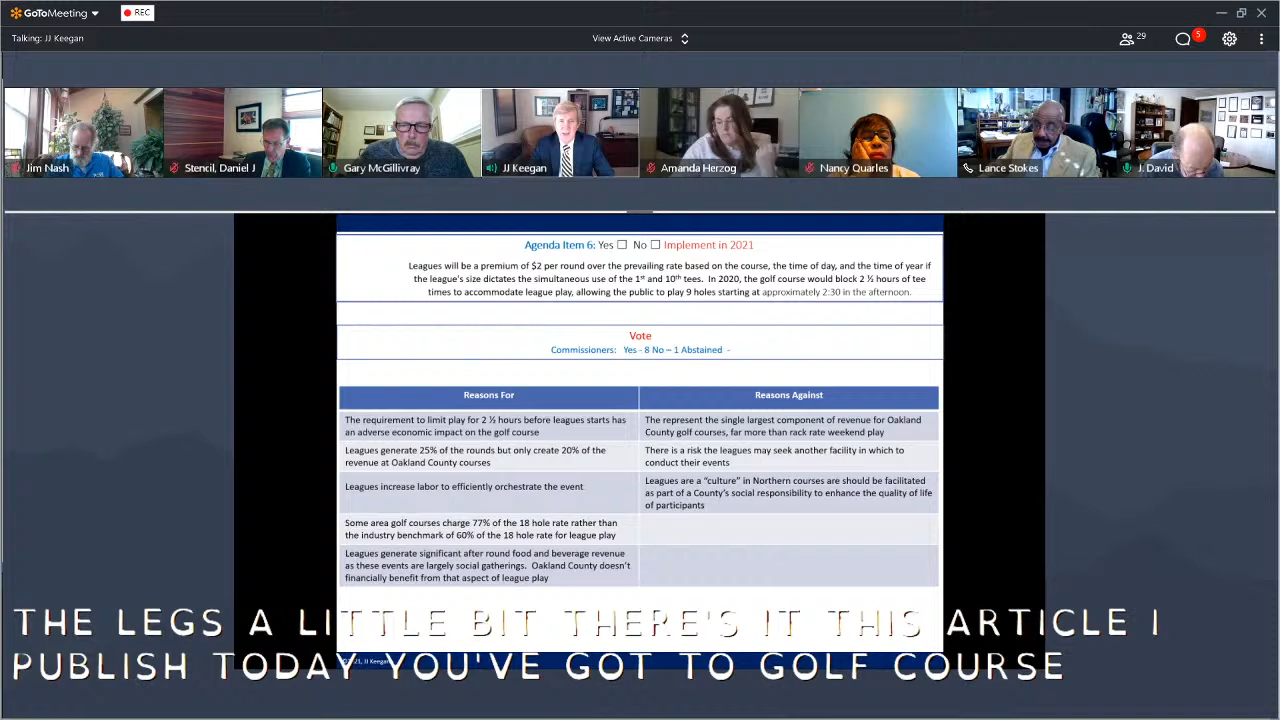 GoToMeeting
REC
Talking: JJ Keegan
View Active Cameras
29
5
Jim Nash
Stencil, Daniel J
Gary McGillivray
JJ Keegan
Amanda Herzog
Nancy Quarles
Lance Stokes
J. David
Agenda Item 6: Yes ☐ No ☐ Implement in 2021
Leagues will be a premium of $2 per round over the prevailing rate based on the course, the time of day, and the time of year if
the league's size dictates the simultaneous use of the 1st and 10th tees. In 2020, the golf course would block 2 ½ hours of tee
times to accommodate league play, allowing the public to play 9 holes starting at approximately 2:30 in the afternoon.
Vote
Commissioners: Yes - 8 No – 1 Abstained -
Reasons For
Reasons Against
The requirement to limit play for 2 ½ hours before leagues starts has
an adverse economic impact on the golf course
The represent the single largest component of revenue for Oakland
County golf courses, far more than rack rate weekend play
Leagues generate 25% of the rounds but only create 20% of the
revenue at Oakland County courses
There is a risk the leagues may seek another facility in which to
conduct their events
Leagues increase labor to efficiently orchestrate the event
Leagues are a “culture” in Northern courses are should be facilitated
as part of a County's social responsibility to enhance the quality of life
of participants
Some area golf courses charge 77% of the 18 hole rate rather than
the industry benchmark of 60% of the 18 hole rate for league play
Leagues generate significant after round food and beverage revenue
as these events are largely social gatherings. Oakland County doesn't
financially benefit from that aspect of league play
THE LEGS A LITTLE BIT THERE'S IT THIS ARTICLE I
PUBLISH TODAY YOU'VE GOT TO GOLF COURSE
2021, JJ Keegan